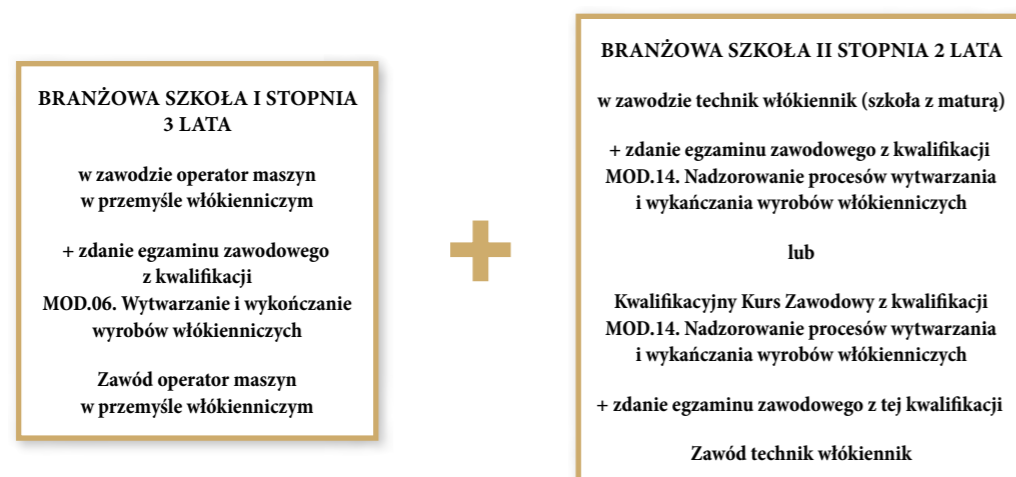 BRANŻOWA SZKOŁA I STOPNIA
3 LATA
w zawodzie operator maszyn
w przemyśle włókienniczym
+ zdanie egzaminu zawodowego
z kwalifikacji
MOD.06. Wytwarzanie i wykończanie
wyrobów włókienniczych
Zawód operator maszyn
w przemyśle włókienniczym
+
BRANŻOWA SZKOŁA II STOPNIA 2 LATA
w zawodzie technik włókiennik (szkoła z maturą)
+ zdanie egzaminu zawodowego z kwalifikacji
MOD.14. Nadzorowanie procesów wytwarzania
i wykańczania wyrobów włókienniczych
lub
Kwalifikacyjny Kurs Zawodowy z kwalifikacji
MOD.14. Nadzorowanie procesów wytwarzania
i wykańczania wyrobów włókienniczych
+ zdanie egzaminu zawodowego z tej kwalifikacji
Zawód technik włókiennik